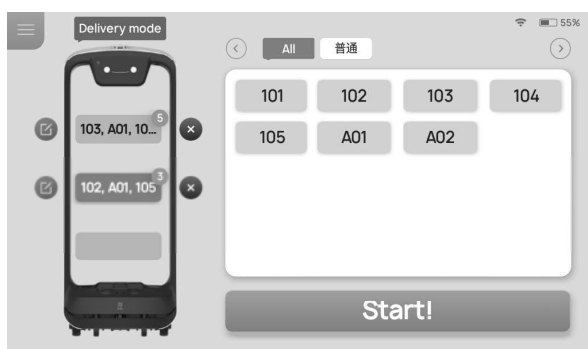 Delivery mode
55%
All
普通
101
102
103
104
105
A01
A02
5
103, A01, 10...
3
102, A01, 105
Start!